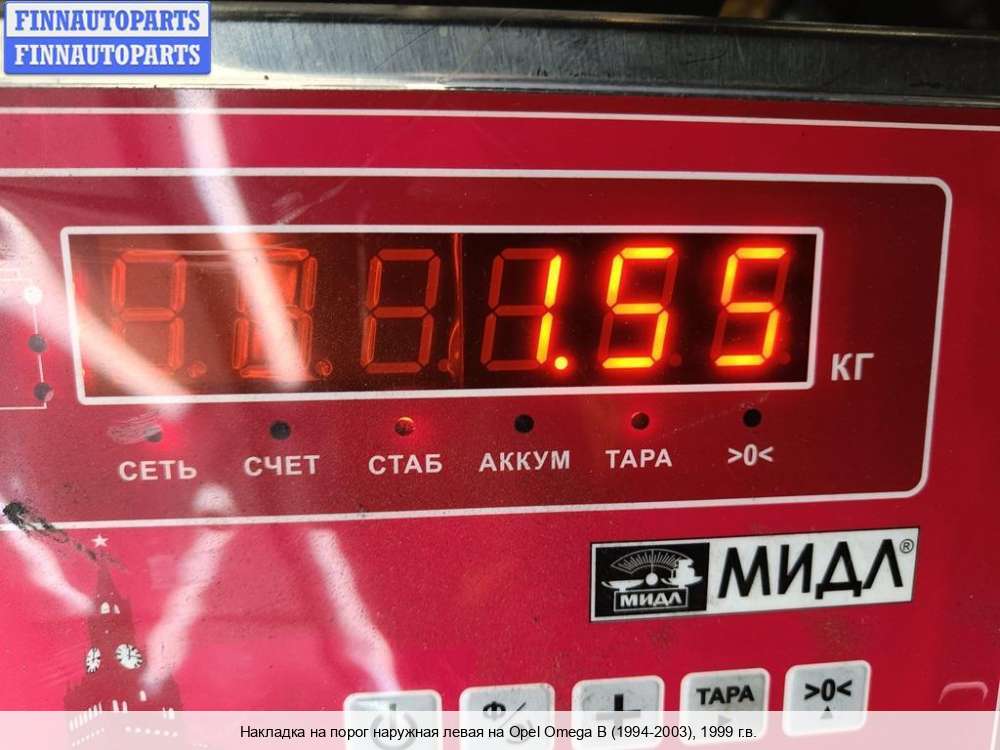 FINNAUTOPARTS
FINNAUTOPARTS
1.55
КГ
СЕТЬ СЧЕТ СТАБ АККУМ ТАРА >0<
МИДЛ МИДЛ®
ТАРА >0<
Накладка на порог наружная левая на Opel Omega B (1994-2003), 1999 г.в.